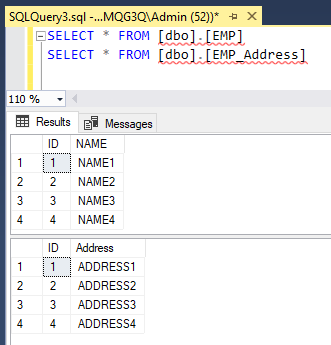 SQLQuery3.sql -...MQG3Q\Admin (52))*
SELECT * FROM [dbo].[EMP]
SELECT * FROM [dbo].[EMP_Address]
110 %
Results Messages
ID NAME
1 1 NAME1
2 2 NAME2
3 3 NAME3
4 4 NAME4
ID Address
1 1 ADDRESS1
2 2 ADDRESS2
3 3 ADDRESS3
4 4 ADDRESS4